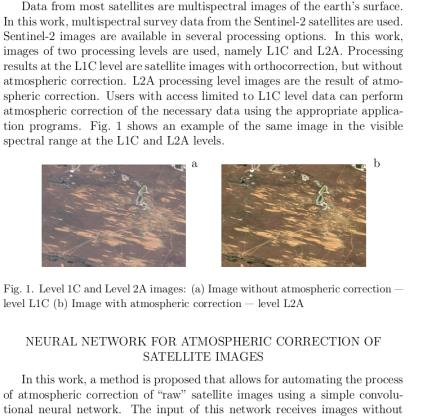 Data from most satellites are multispectral images of the earth's surface.
In this work, multispectral survey data from the Sentinel-2 satellites are used.
Sentinel-2 images are available in several processing options. In this work,
images of two processing levels are used, namely L1C and L2A. Processing
results at the L1C level are satellite images with orthocorrection, but without
atmospheric correction. L2A processing level images are the result of atmo-
spheric correction. Users with access limited to L1C level data can perform
atmospheric correction of the necessary data using the appropriate applica-
tion programs. Fig. 1 shows an example of the same image in the visible
spectral range at the L1C and L2A levels.
a
b
Fig. 1. Level 1C and Level 2A images: (a) Image without atmospheric correction —
level L1C (b) Image with atmospheric correction — level L2A
NEURAL NETWORK FOR ATMOSPHERIC CORRECTION OF
SATELLITE IMAGES
In this work, a method is proposed that allows for automating the process
of atmospheric correction of “raw” satellite images using a simple convolu-
tional neural network. The input of this network receives images without